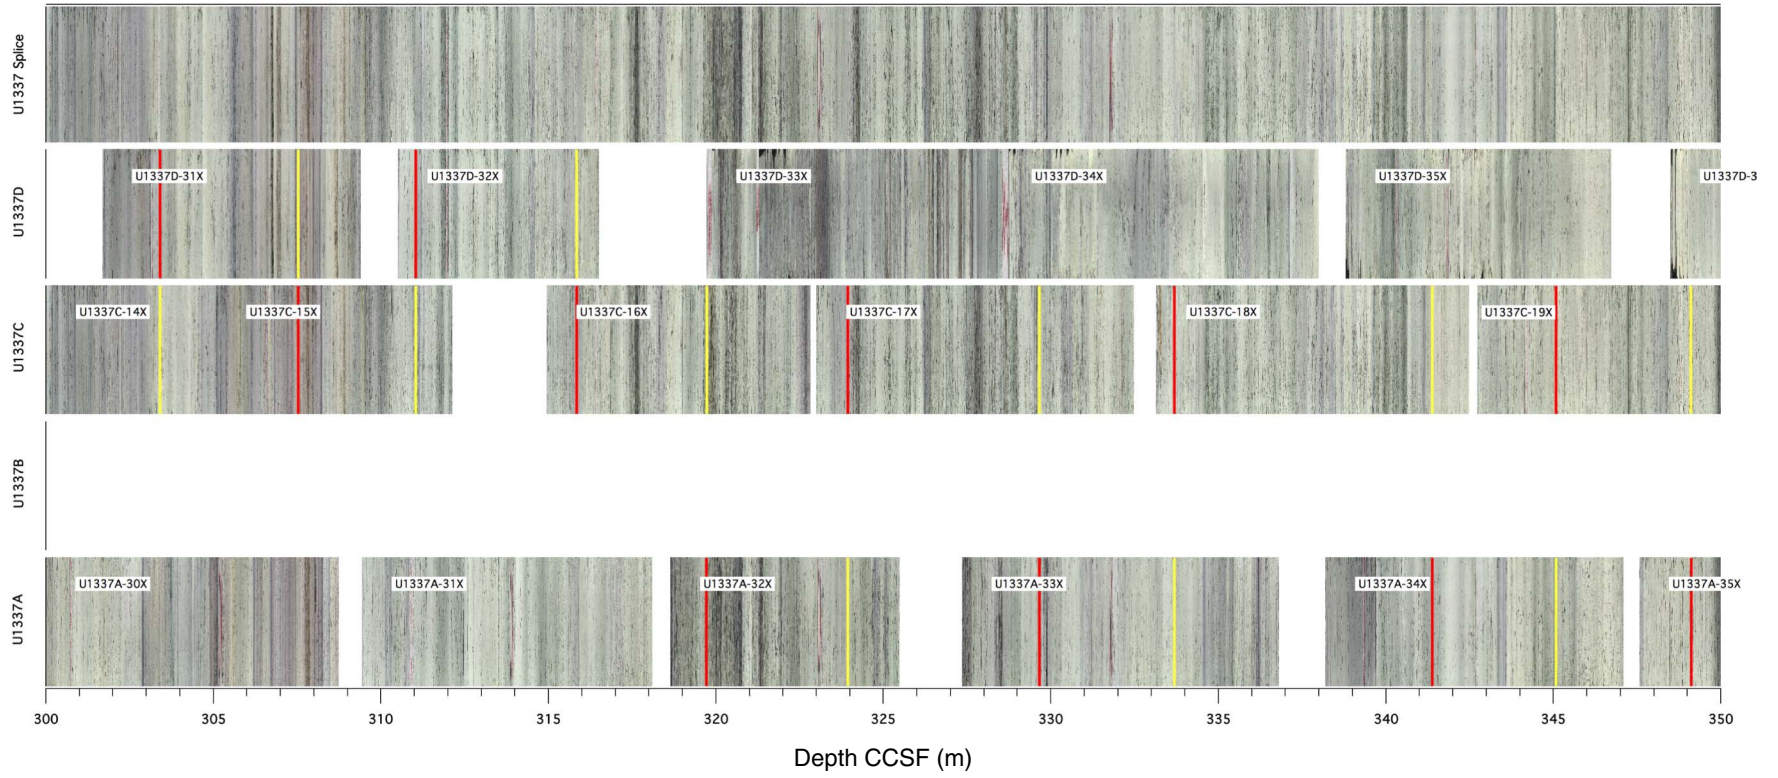 U1337 Splice
U1337D
U1337D-31X
U1337D-32X
U1337D-33X
U1337D-34X
U1337D-35X
U1337D-3
U1337C
U1337C-14X
U1337C-15X
U1337C-16X
U1337C-17X
U1337C-18X
U1337C-19X
U1337B
U1337A
U1337A-30X
U1337A-31X
U1337A-32X
U1337A-33X
U1337A-34X
U1337A-35X
300 305 310 315 320 325 330 335 340 345 350
Depth CCSF (m)